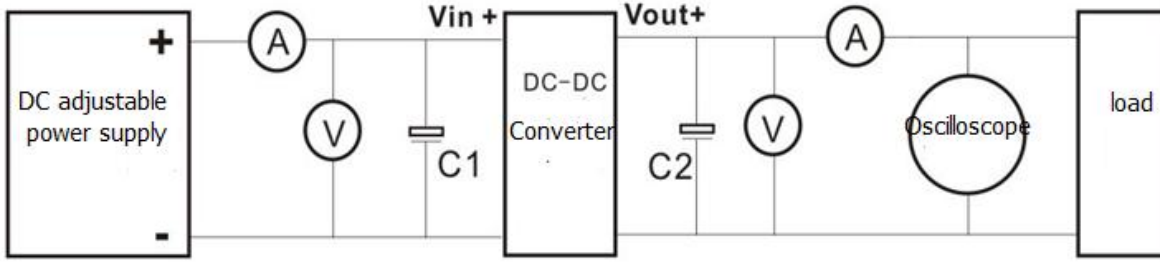 DC adjustable
power supply
+
-
A
V
Vin +
C1
DC-DC
Converter
Vout+
C2
V
A
Oscilloscope
load